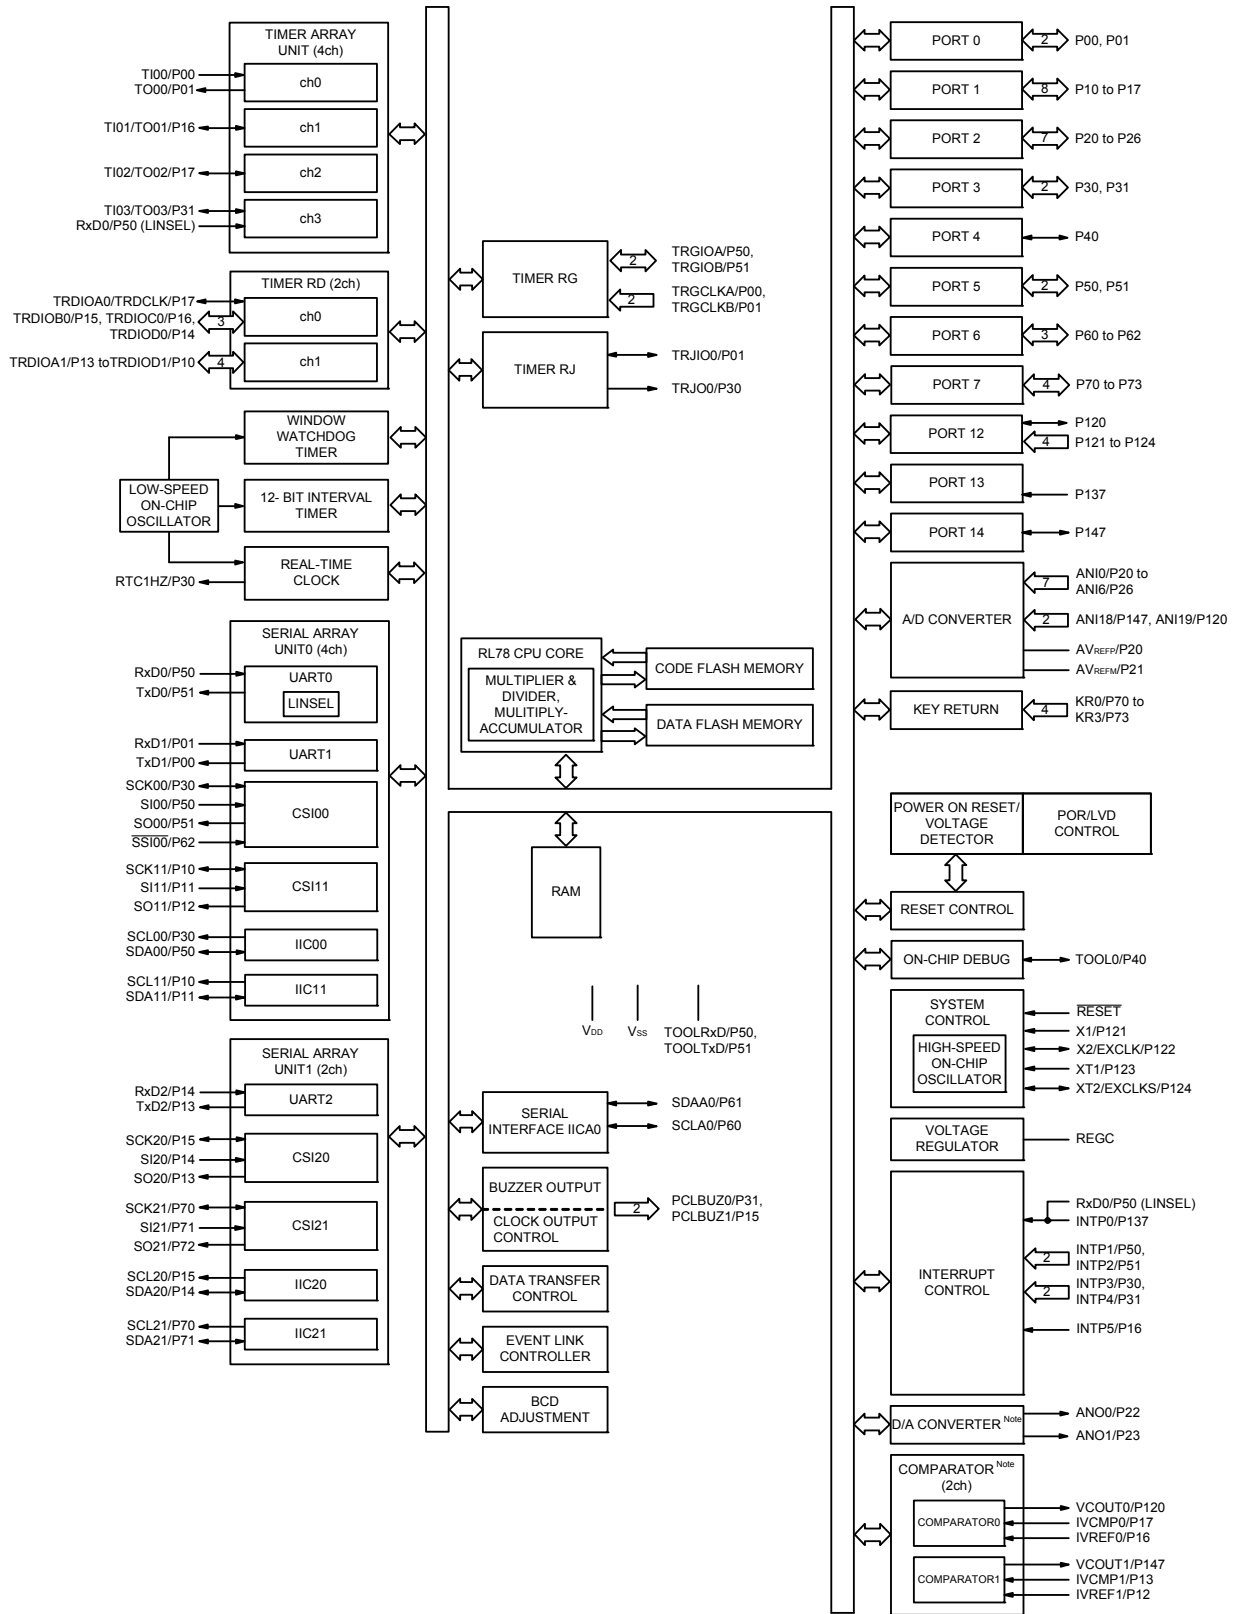 TIMER ARRAY
UNIT (4ch)
TI00/P00
TO00/P01
ch0
TI01/TO01/P16
ch1
TI02/TO02/P17
ch2
TI03/TO03/P31
RxD0/P50 (LINSEL)
ch3
TIMER RD (2ch)
TRDIOA0/TRDCLK/P17
TRDIOB0/P15, TRDIOC0/P16,
TRDIOD0/P14
3
ch0
TRDIOA1/P13 toTRDIOD1/P10
4
ch1
WINDOW
WATCHDOG
TIMER
LOW-SPEED
ON-CHIP
OSCILLATOR
12- BIT INTERVAL
TIMER
RTC1HZ/P30
REAL-TIME
CLOCK
SERIAL ARRAY
UNIT0 (4ch)
RxD0/P50
TxD0/P51
UART0
LINSEL
RxD1/P01
TxD1/P00
UART1
SCK00/P30
SI00/P50
SO00/P51
SSI00/P62
CSI00
SCK11/P10
SI11/P11
SO11/P12
CSI11
SCL00/P30
SDA00/P50
IIC00
SCL11/P10
SDA11/P11
IIC11
SERIAL ARRAY
UNIT1 (2ch)
RxD2/P14
TxD2/P13
UART2
SCK20/P15
SI20/P14
SO20/P13
CSI20
SCK21/P70
SI21/P71
SO21/P72
CSI21
SCL20/P15
SDA20/P14
IIC20
SCL21/P70
SDA21/P71
IIC21
TIMER RG
2
TRGIOA/P50,
TRGIOB/P51
2
TRGCLKA/P00,
TRGCLKB/P01
TIMER RJ
TRJIO0/P01
TRJO0/P30
RL78 CPU CORE
MULTIPLIER &
DIVIDER,
MULITIPLY-
ACCUMULATOR
CODE FLASH MEMORY
DATA FLASH MEMORY
RAM
VDD
VSS
TOOLRxD/P50,
TOOLTxD/P51
SERIAL
INTERFACE IICA0
SDAA0/P61
SCLA0/P60
BUZZER OUTPUT
CLOCK OUTPUT
CONTROL
2
PCLBUZ0/P31,
PCLBUZ1/P15
DATA TRANSFER
CONTROL
EVENT LINK
CONTROLLER
BCD
ADJUSTMENT
PORT 0
2
P00, P01
PORT 1
8
P10 to P17
PORT 2
7
P20 to P26
PORT 3
2
P30, P31
PORT 4
P40
PORT 5
2
P50, P51
PORT 6
3
P60 to P62
PORT 7
4
P70 to P73
PORT 12
P120
4
P121 to P124
PORT 13
P137
PORT 14
P147
A/D CONVERTER
7
ANI0/P20 to
ANI6/P26
2
ANI18/P147, ANI19/P120
AVREFP/P20
AVREFM/P21
KEY RETURN
4
KR0/P70 to
KR3/P73
POWER ON RESET/
VOLTAGE
DETECTOR
POR/LVD
CONTROL
RESET CONTROL
ON-CHIP DEBUG
TOOL0/P40
SYSTEM
CONTROL
HIGH-SPEED
ON-CHIP
OSCILLATOR
RESET
X1/P121
X2/EXCLK/P122
XT1/P123
XT2/EXCLKS/P124
VOLTAGE
REGULATOR
REGC
INTERRUPT
CONTROL
RxD0/P50 (LINSEL)
INTP0/P137
2
INTP1/P50,
INTP2/P51
2
INTP3/P30,
INTP4/P31
INTP5/P16
D/A CONVERTER Note
ANO0/P22
ANO1/P23
COMPARATOR Note
(2ch)
COMPARATOR0
VCOUT0/P120
IVCMP0/P17
IVREF0/P16
COMPARATOR1
VCOUT1/P147
IVCMP1/P13
IVREF1/P12